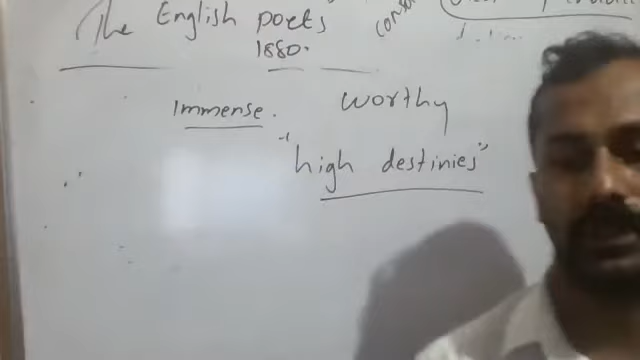 The English poets
1880.
Immense. worthy
"high destinies"